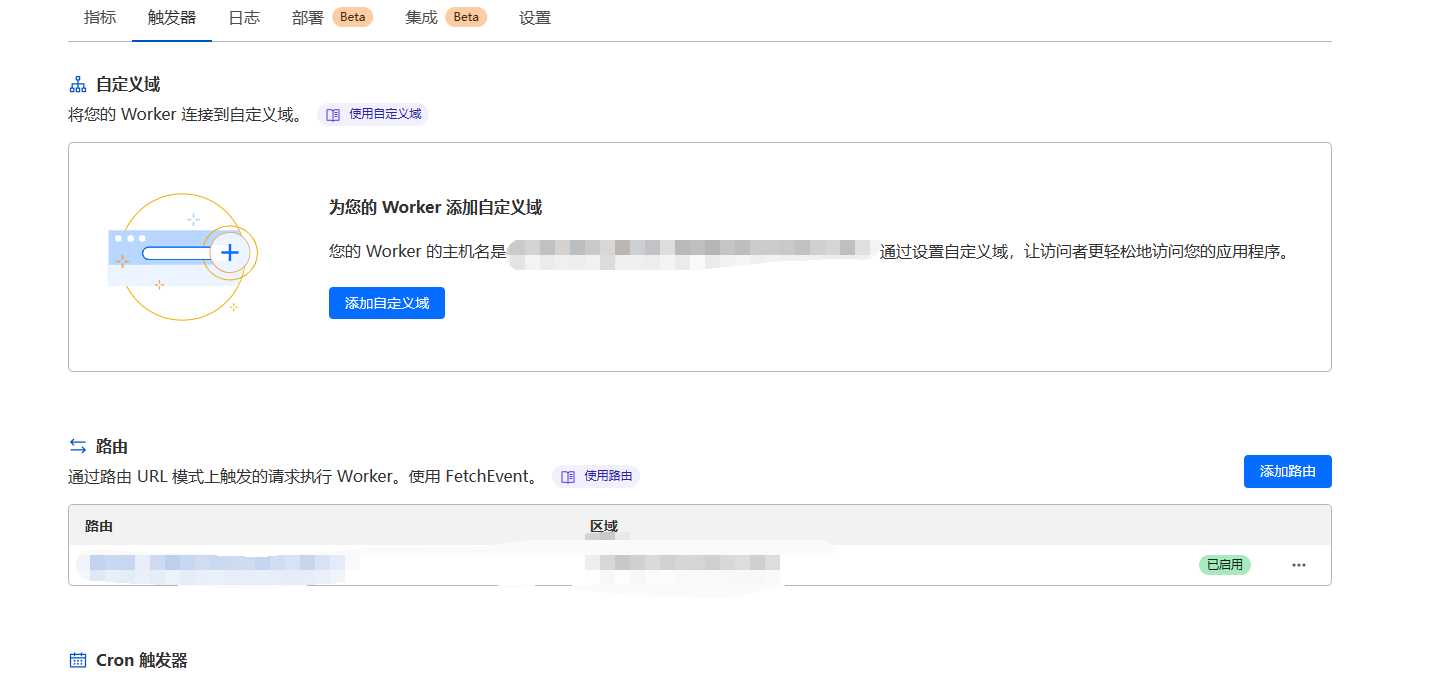 指标 触发器 日志 部署 Beta 集成 Beta 设置
自定义域
将您的 Worker 连接到自定义域。 使用自定义域
为您的 Worker 添加自定义域
您的 Worker 的主机名是 通过设置自定义域，让访问者更轻松地访问您的应用程序。
添加自定义域
路由
通过路由 URL 模式上触发的请求执行 Worker。使用 FetchEvent。 使用路由 添加路由
路由 区域
已启用
Cron 触发器